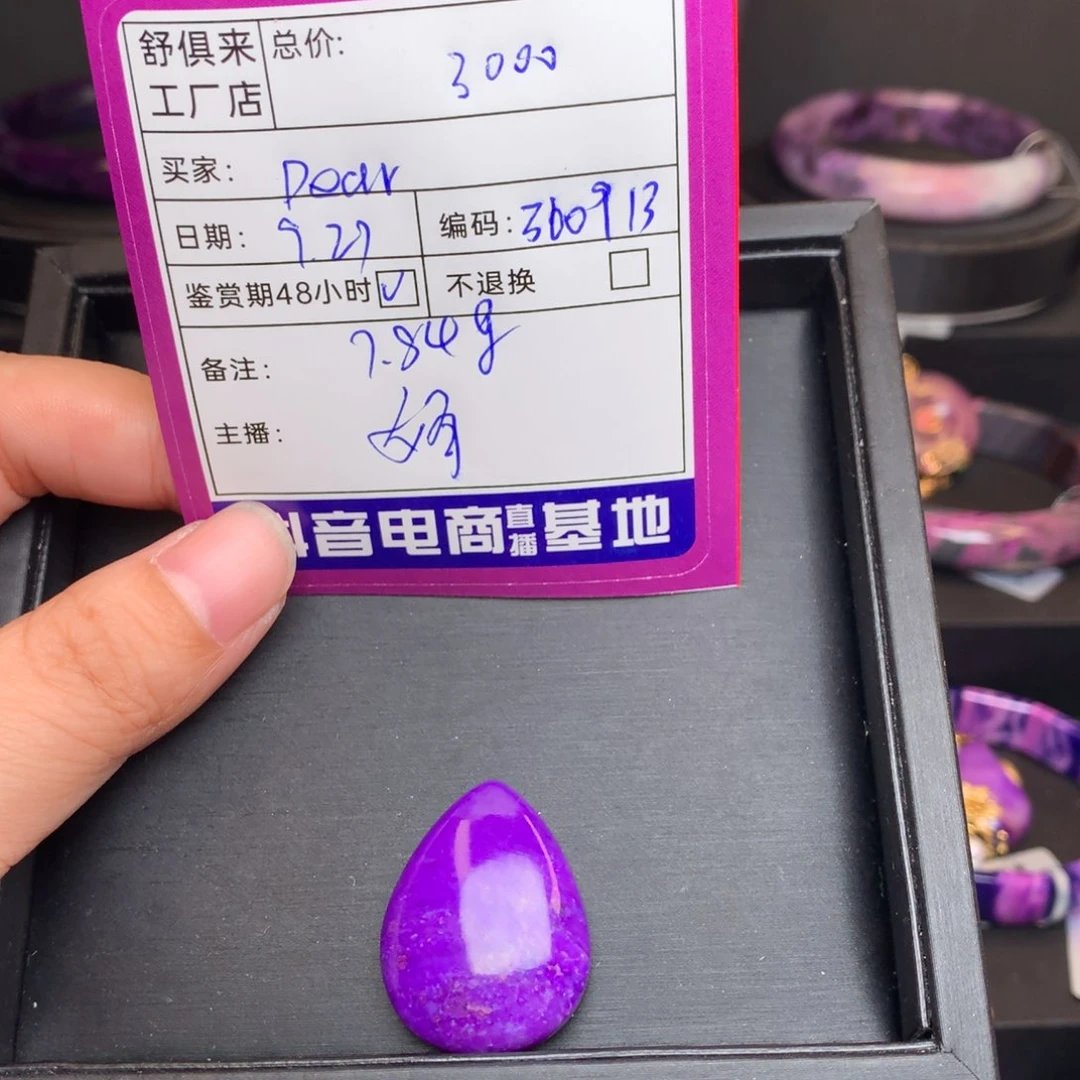 舒俱来
工厂店
总价: 3000
买家: Dear
日期: 9.27
编码: 360913
鉴赏期48小时 ✓
不退换
备注: 7.84g
主播:
音电商直播基地